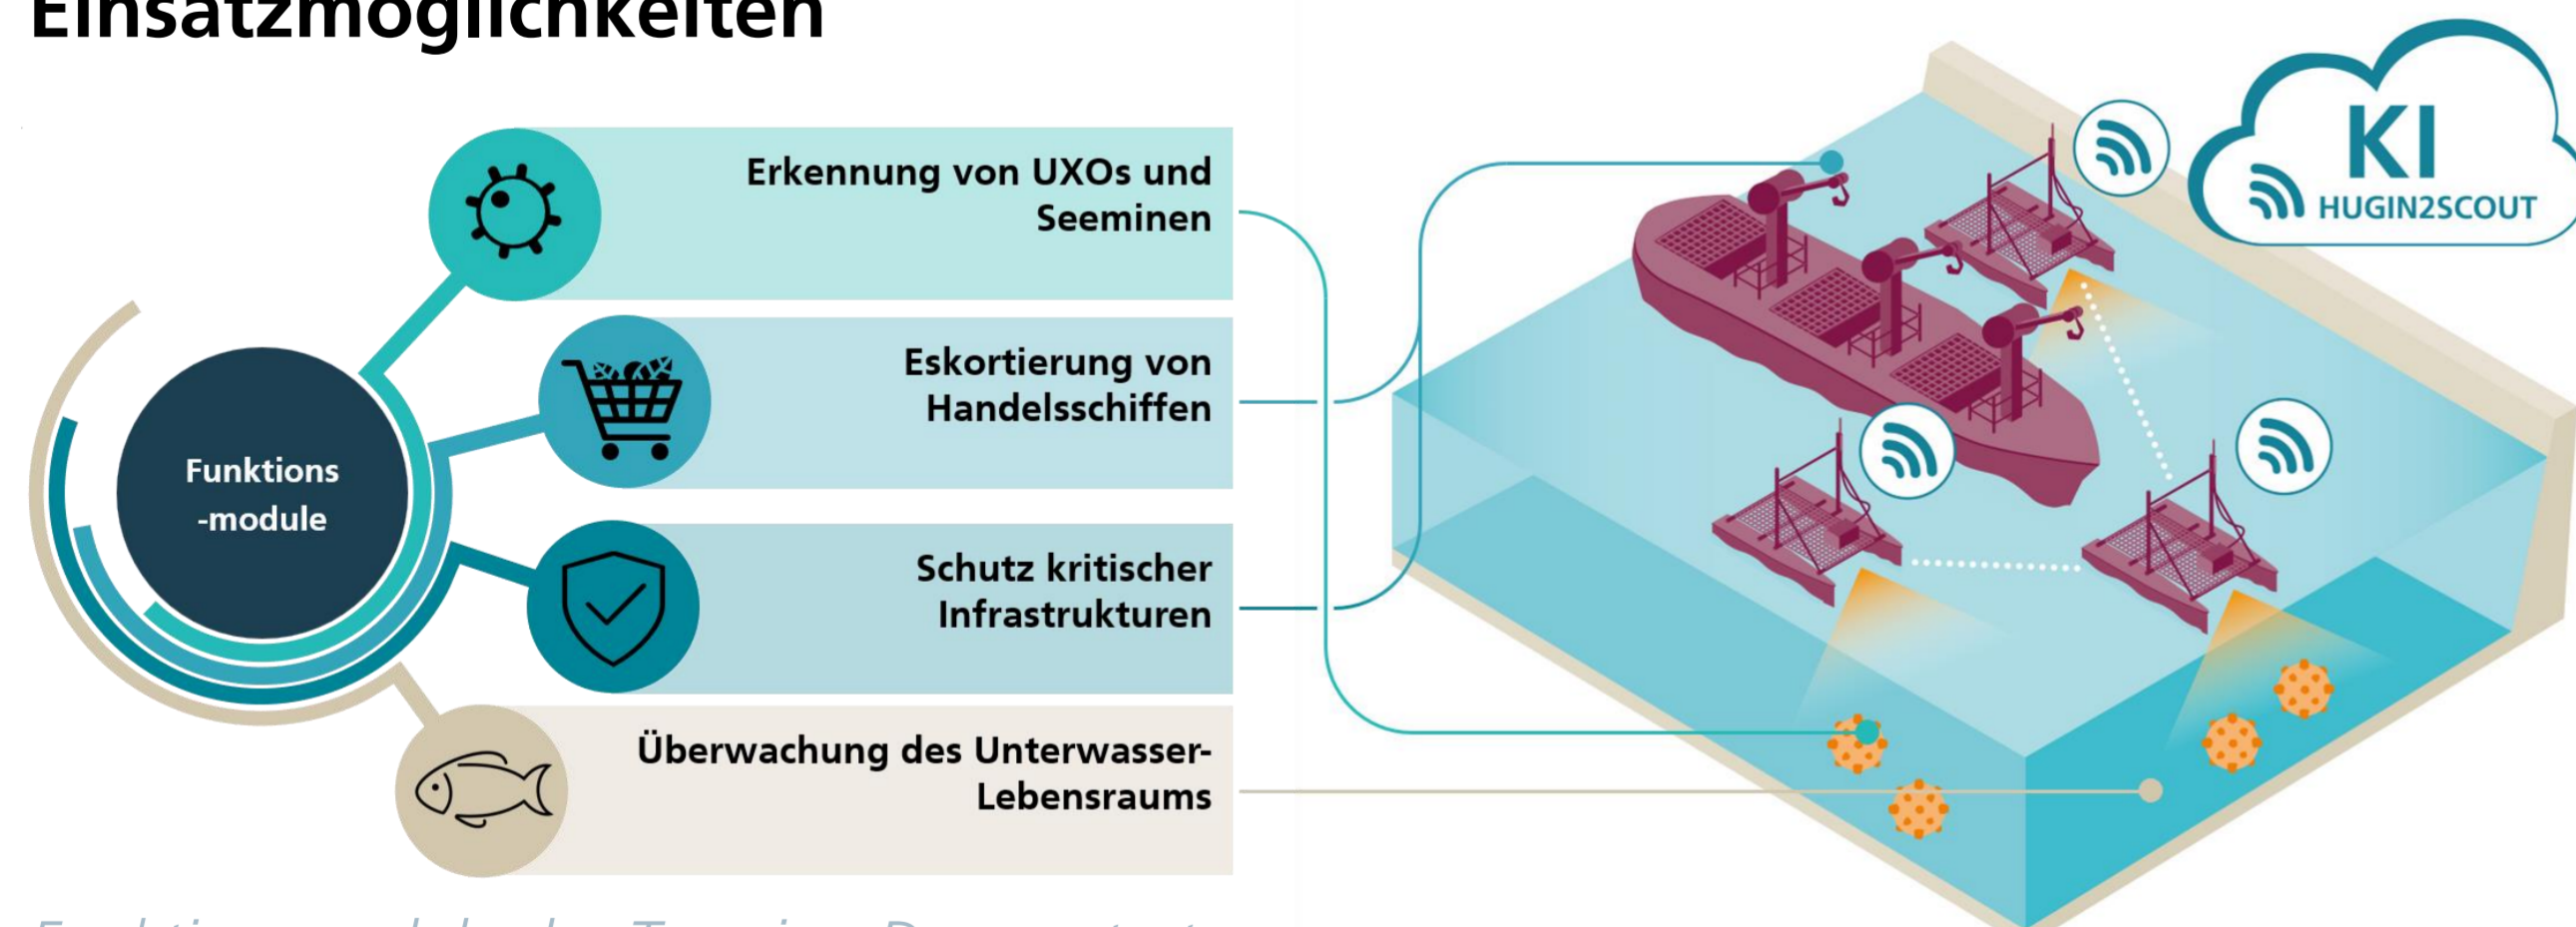 Einsatzmöglichkeiten
Funktions
-module
Erkennung von UXOs und
Seeminen
Eskortierung von
Handelsschiffen
Schutz kritischer
Infrastrukturen
Überwachung des Unterwasser-
Lebensraums
KI
HUGIN2SCOUT